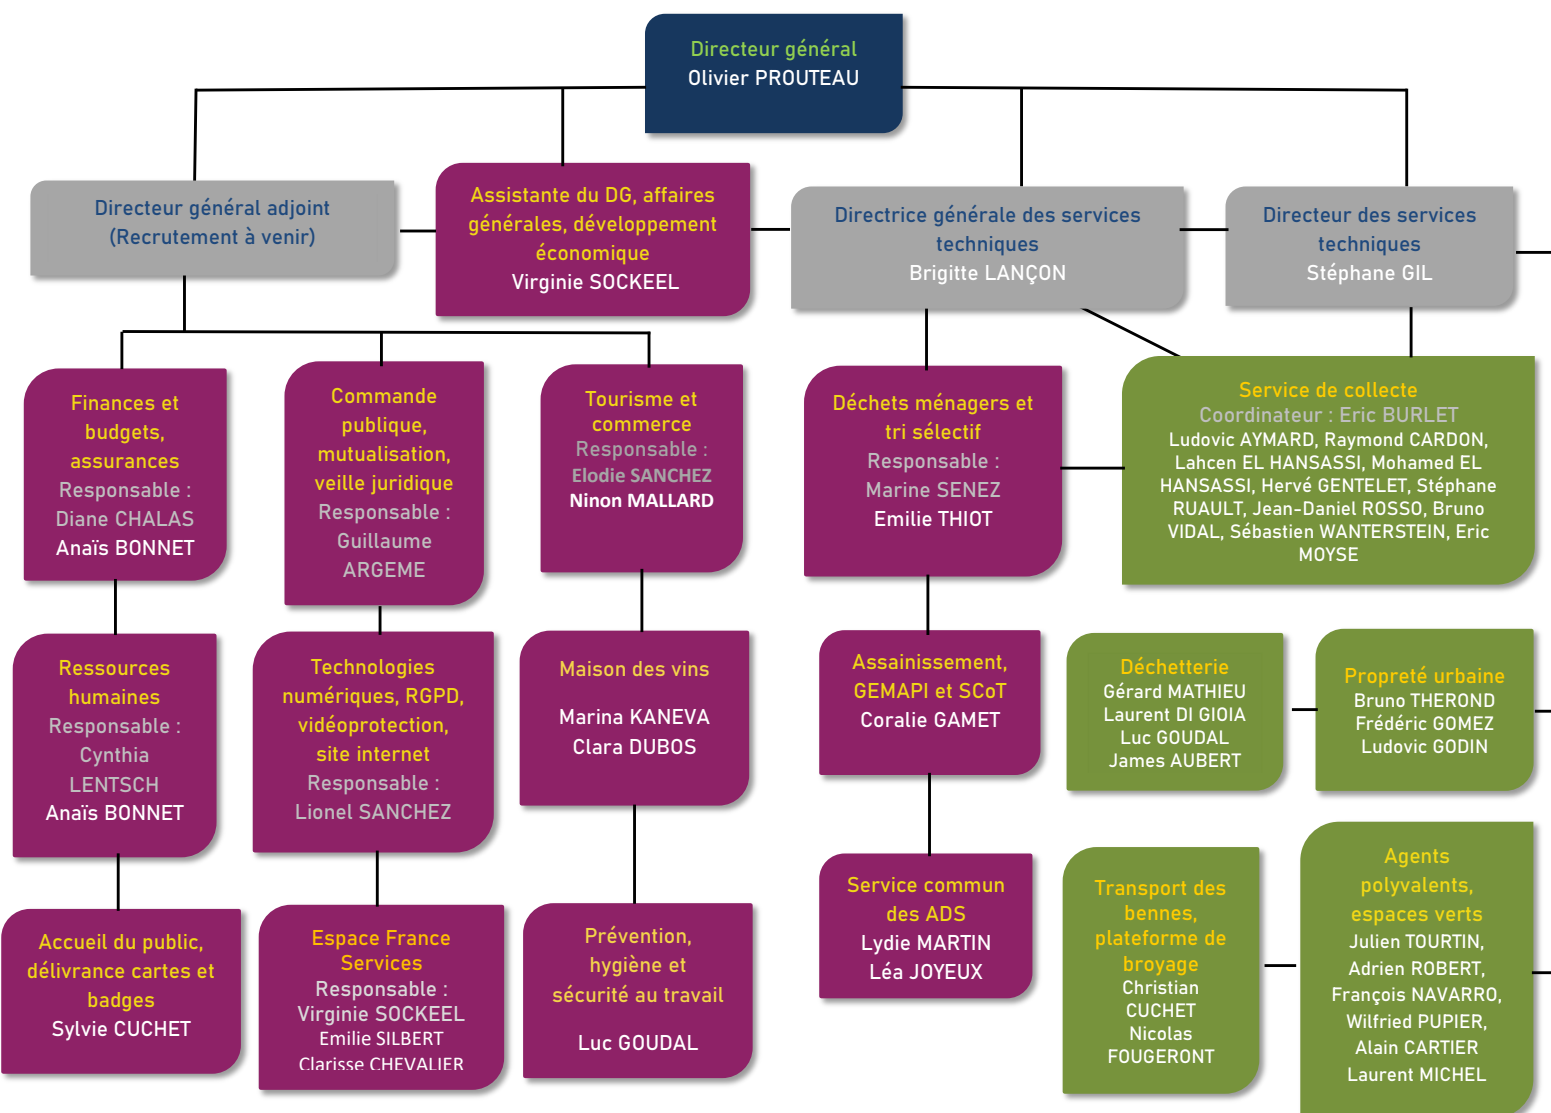 Directeur général
Olivier PROUTEAU
Directeur général adjoint
(Recrutement à venir)
Assistante du DG, affaires
générales, développement
économique
Virginie SOCKEEL
Directrice générale des services
techniques
Brigitte LANÇON
Directeur des services
techniques
Stéphane GIL
Finances et
budgets,
assurances
Responsable :
Diane CHALAS
Anaïs BONNET
Commande
publique,
mutualisation,
veille juridique
Responsable :
Guillaume
ARGEME
Tourisme et
commerce
Responsable :
Elodie SANCHEZ
Ninon MALLARD
Déchets ménagers et
tri sélectif
Responsable :
Marine SENEZ
Emilie THIOT
Service de collecte
Coordinateur : Eric BURLET
Ludovic AYMARD, Raymond CARDON,
Lahcen EL HANSASSI, Mohamed EL
HANSASSI, Hervé GENTELET, Stéphane
RUAULT, Jean-Daniel ROSSO, Bruno
VIDAL, Sébastien WANTERSTEIN, Eric
MOYSE
Ressources
humaines
Responsable :
Cynthia
LENTSCH
Anaïs BONNET
Technologies
numériques, RGPD,
vidéoprotection,
site internet
Responsable :
Lionel SANCHEZ
Maison des vins
Marina KANEVA
Clara DUBOS
Assainissement,
GEMAPI et SCoT
Coralie GAMET
Déchetterie
Gérard MATHIEU
Laurent DI GIOIA
Luc GOUDAL
James AUBERT
Propreté urbaine
Bruno THEROND
Frédéric GOMEZ
Ludovic GODIN
Accueil du public,
délivrance cartes et
badges
Sylvie CUCHET
Espace France
Services
Responsable :
Virginie SOCKEEL
Emilie SILBERT
Clarisse CHEVALIER
Prévention,
hygiène et
sécurité au travail
Luc GOUDAL
Service commun
des ADS
Lydie MARTIN
Léa JOYEUX
Transport des
bennes,
plateforme de
broyage
Christian
CUCHET
Nicolas
FOUGERONT
Agents
polyvalents,
espaces verts
Julien TOURTIN,
Adrien ROBERT,
François NAVARRO,
Wilfried PUPIER,
Alain CARTIER
Laurent MICHEL